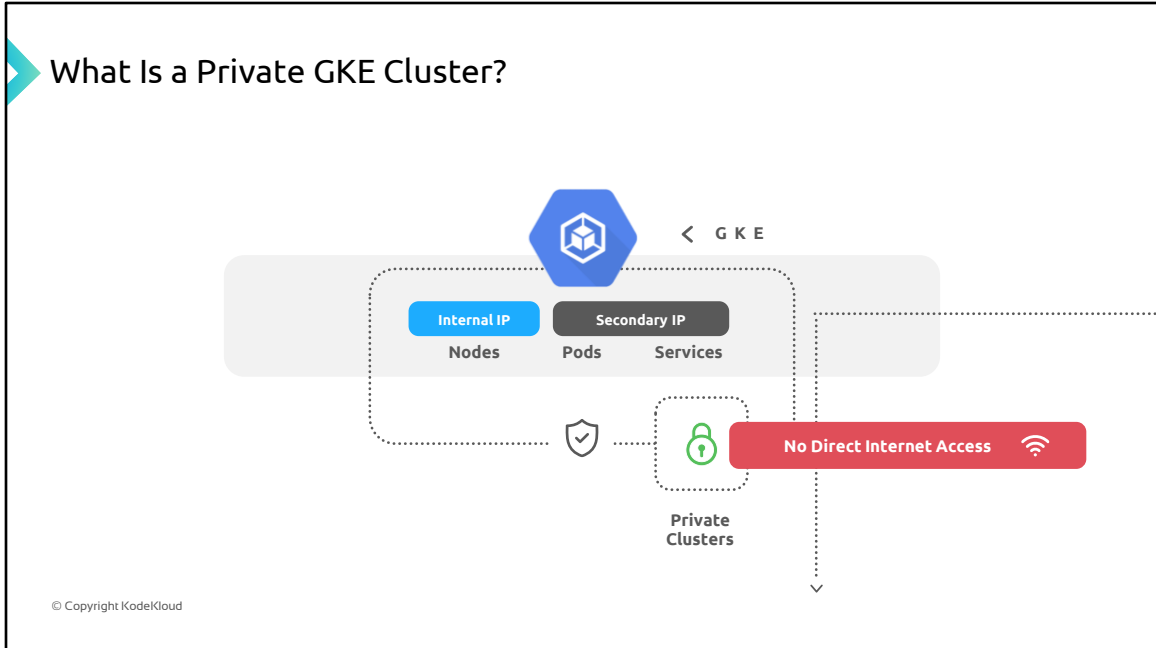 What Is a Private GKE Cluster?
GKE
Internal IP
Secondary IP
Nodes
Pods
Services
No Direct Internet Access
Private
Clusters
© Copyright KodeKloud